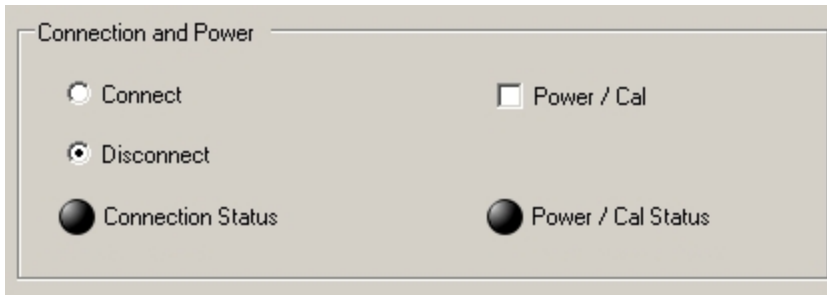 Connection and Power
Connect
Power / Cal
Disconnect
Connection Status
Power / Cal Status